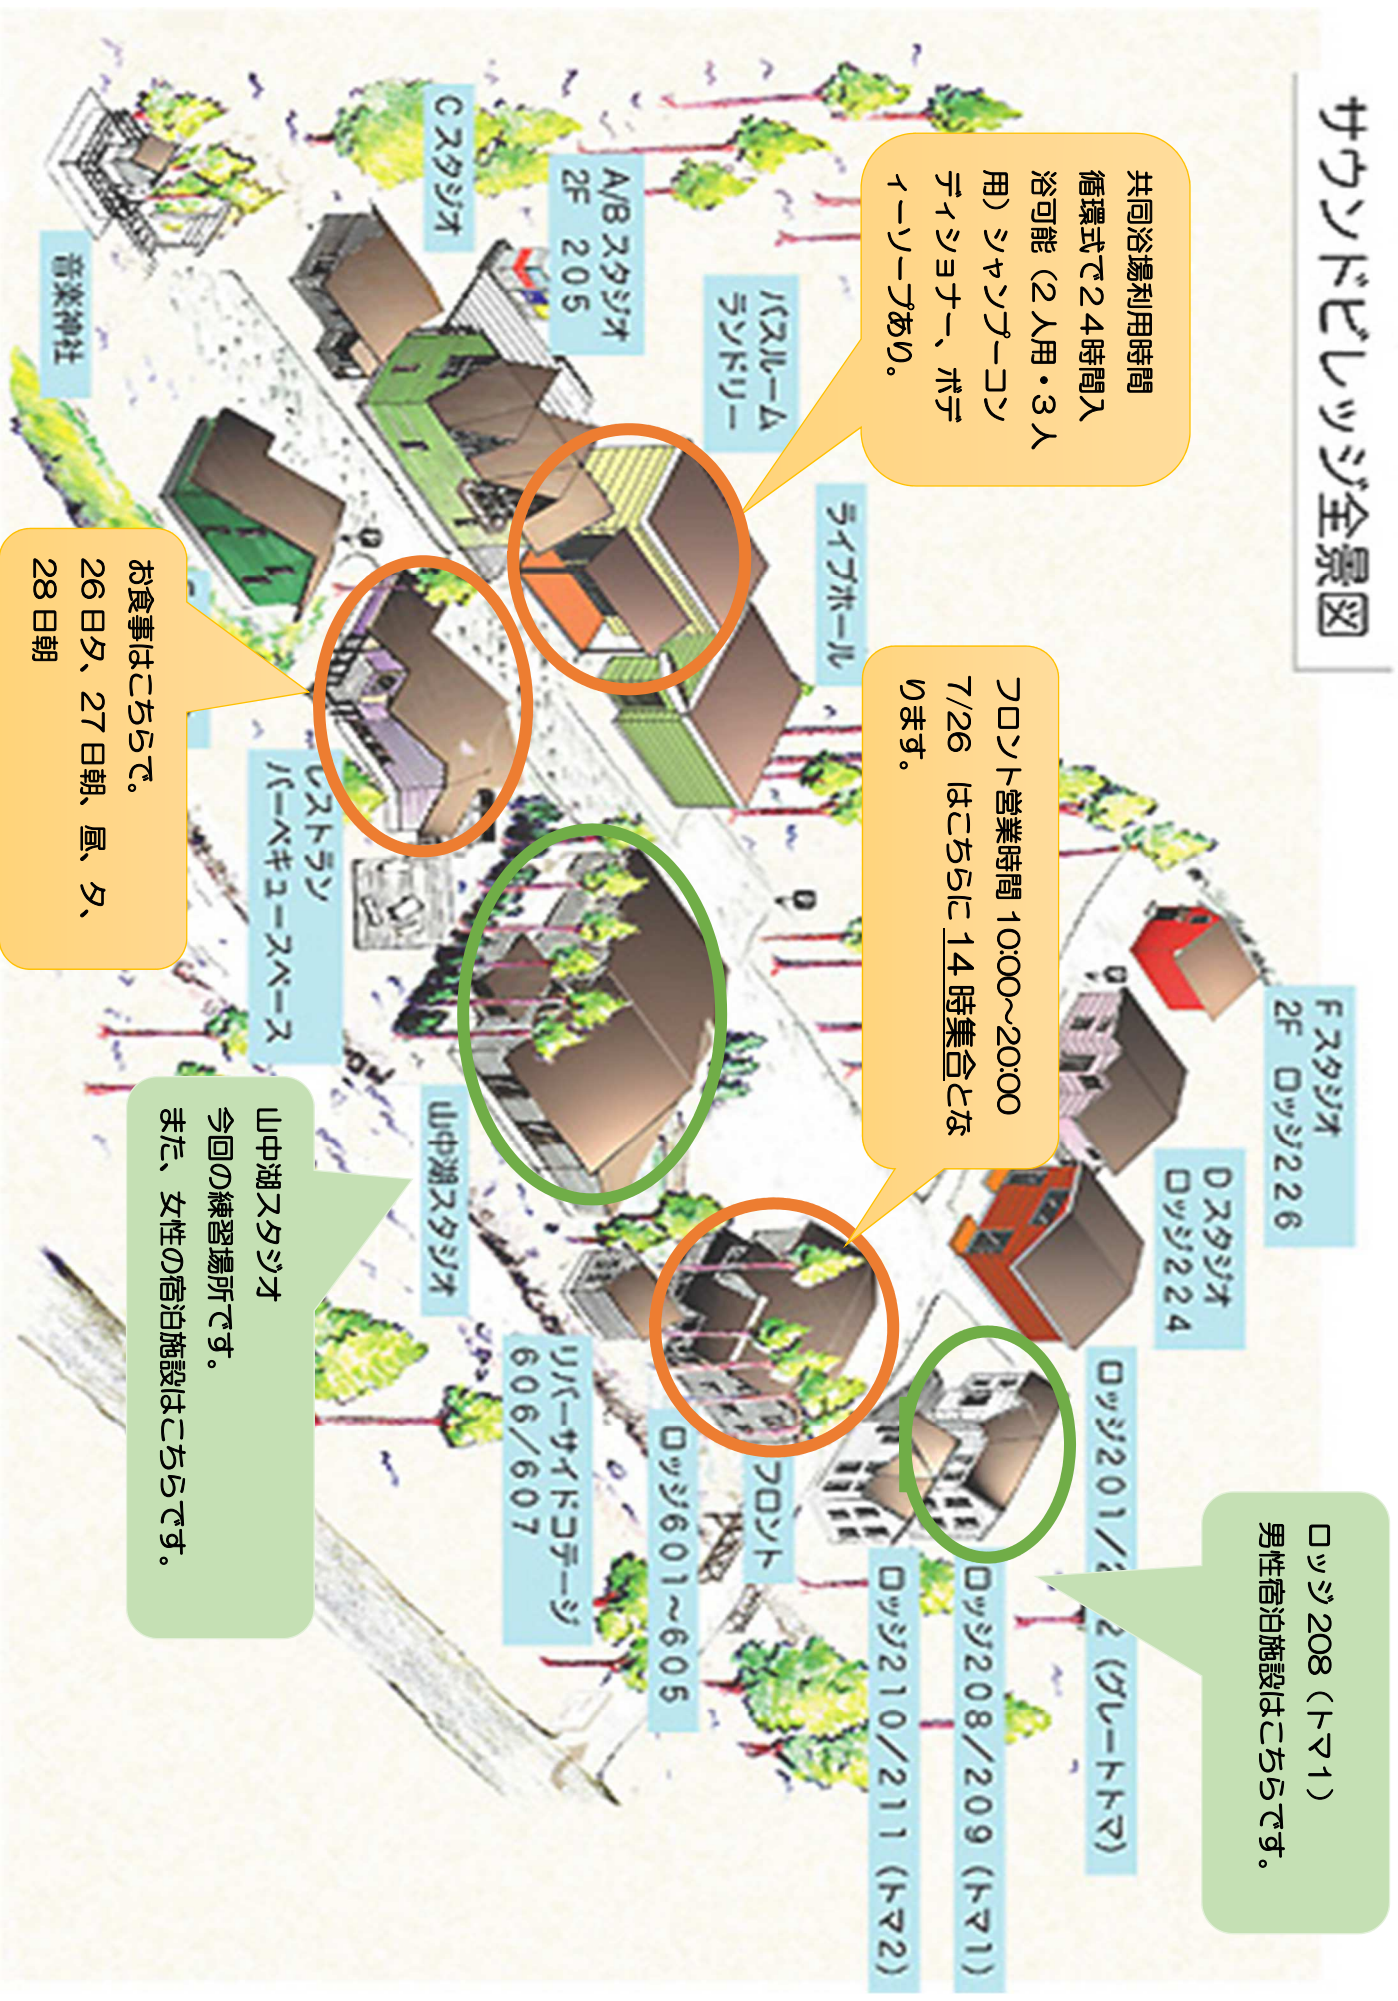 サウンドビレッジ全景図
共同浴場利用時間
循環式で24時間入
浴可能（2人用・3人
用）シャンプーコン
ディショナー、ボデ
ィーソープあり。
Cスタジオ
A/Bスタジオ
2F 205
バスルーム
ランドリー
ライブホール
音楽神社
フロント営業時間 10:00～20:00
7/26 はこちらに 14時集合とな
ります。
お食事はこちらで。
26日夕、27日朝、昼、夕、
28日朝
レストラン
バーベキュースペース
Fスタジオ
2F ロッジ226
Dスタジオ
ロッジ224
山中湖スタジオ
山中湖スタジオ
今回の練習場所です。
また、女性の宿泊施設はこちらです。
ロッジ208（トマ1）
男性宿泊施設はこちらです。
ロッジ201/2 2（グレートトマ）
ロッジ208/209（トマ1）
ロッジ210/211（トマ2）
フロント
ロッジ601～605
リバーサイドコテージ
606/607
P
P
P